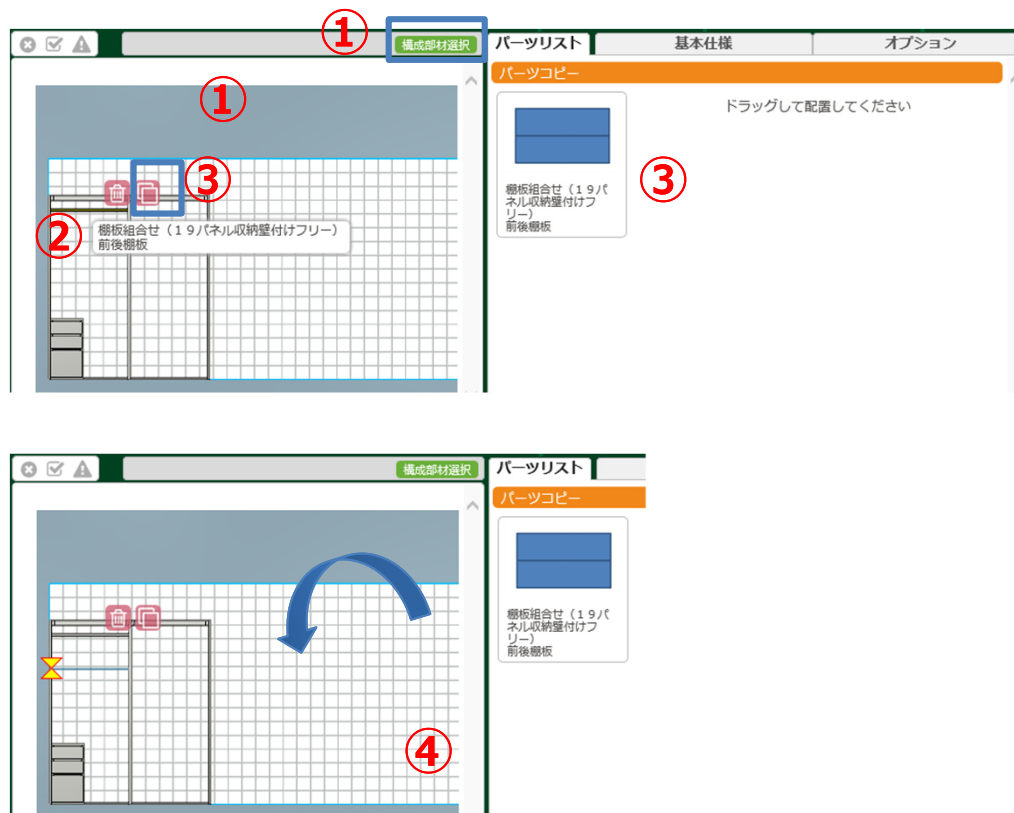 ①
構成部材選択
パーツリスト
基本仕様
オプション
パーツコピー
①
ドラッグして配置してください
③
③
棚板組合せ（１９パ
ネル収納壁付けフ
リー）
前後棚板
②
棚板組合せ（１９パネル収納壁付けフリー）
前後棚板
構成部材選択
パーツリスト
パーツコピー
棚板組合せ（１９パ
ネル収納壁付けフ
リー）
前後棚板
④